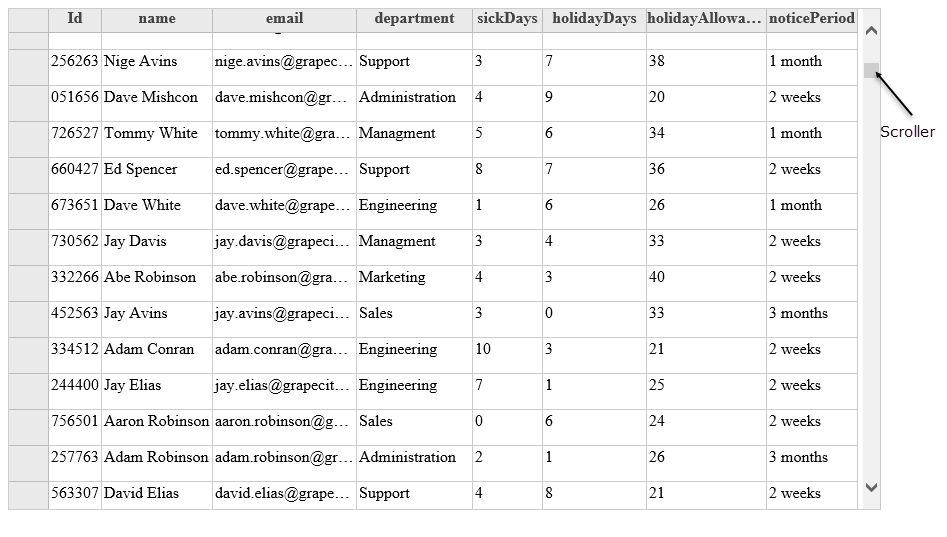 Id name email department sickDays holidayDays holidayAllowa… noticePeriod
256263 Nige Avins nige.avins@grapec… Support 3 7 38 1 month
051656 Dave Mishcon dave.mishcon@gr… Administration 4 9 20 2 weeks
726527 Tommy White tommy.white@gra… Managment 5 6 34 1 month
Scroller
660427 Ed Spencer ed.spencer@grape… Support 8 7 36 2 weeks
673651 Dave White dave.white@grape… Engineering 1 6 26 1 month
730562 Jay Davis jay.davis@grapeci… Managment 3 4 33 2 weeks
332266 Abe Robinson abe.robinson@gra… Marketing 4 3 40 2 weeks
452563 Jay Avins jay.avins@grapeci… Sales 3 0 33 3 months
334512 Adam Conran adam.conran@gra… Engineering 10 3 21 2 weeks
244400 Jay Elias jay.elias@grapecit… Engineering 7 1 25 2 weeks
756501 Aaron Robinson aaron.robinson@g… Sales 0 6 24 2 weeks
257763 Adam Robinson adam.robinson@gr… Administration 2 1 26 3 months
563307 David Elias david.elias@grape… Support 4 8 21 2 weeks